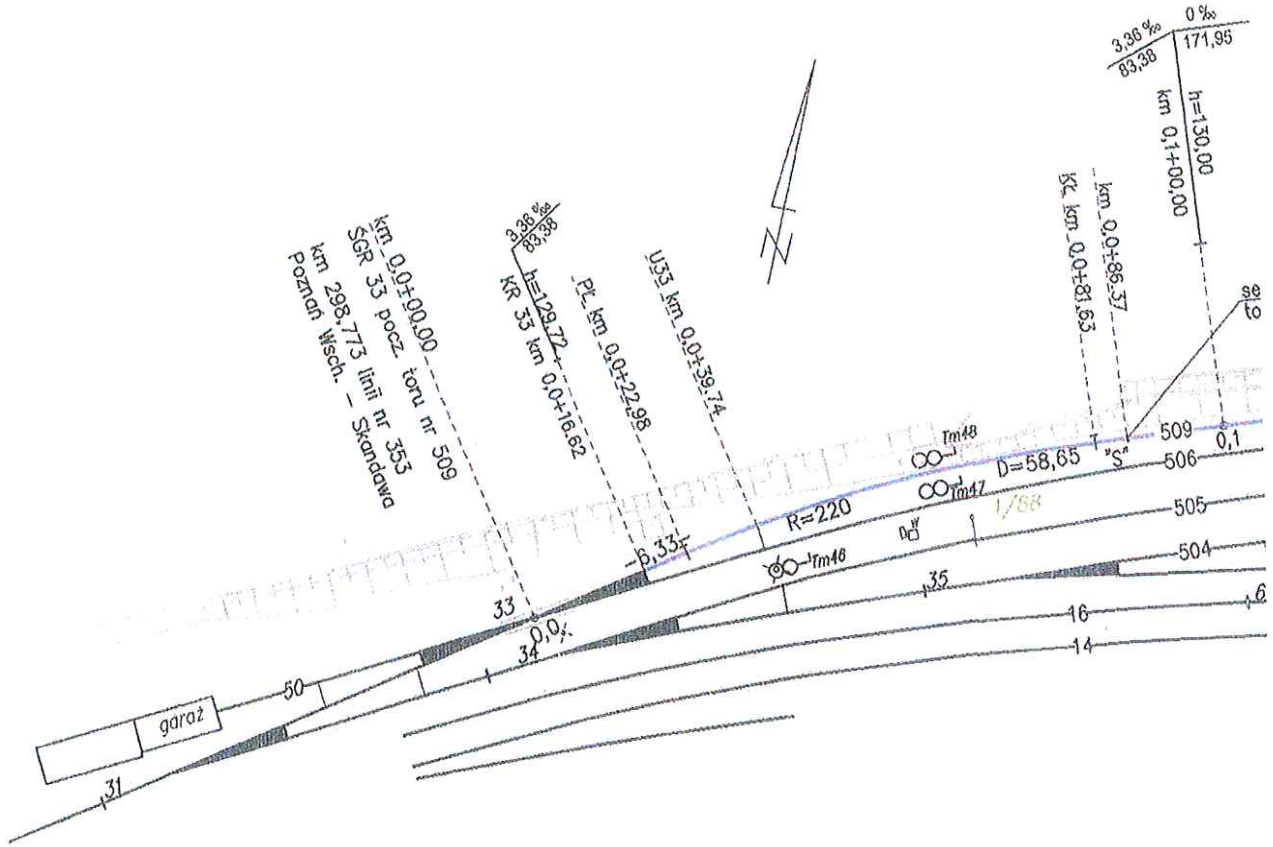 km 0,0+00,00
ŚGR 33 pocz. toru nr 509
km 298,773 linii nr 353
Poznań Wsch. - Skandawa
3,36 ‰
83,38
h=129,72
KR 33 km 0,0+16.62
PŁ km 0,0+22,98
U33 km 0,0+39.74
N
KŁ km 0,0+81,63
km 0,0+86,37
3,36 ‰
83,38
0 ‰
171,95
h=130,00
km 0,1+00,00
se
to
Tm48
Tm47
Tm46
D=58,65
"S"
509
0,1
506
R=220
1/88
505
6,33
504
35
33
0,0
34
16
6
14
50
garaż
31